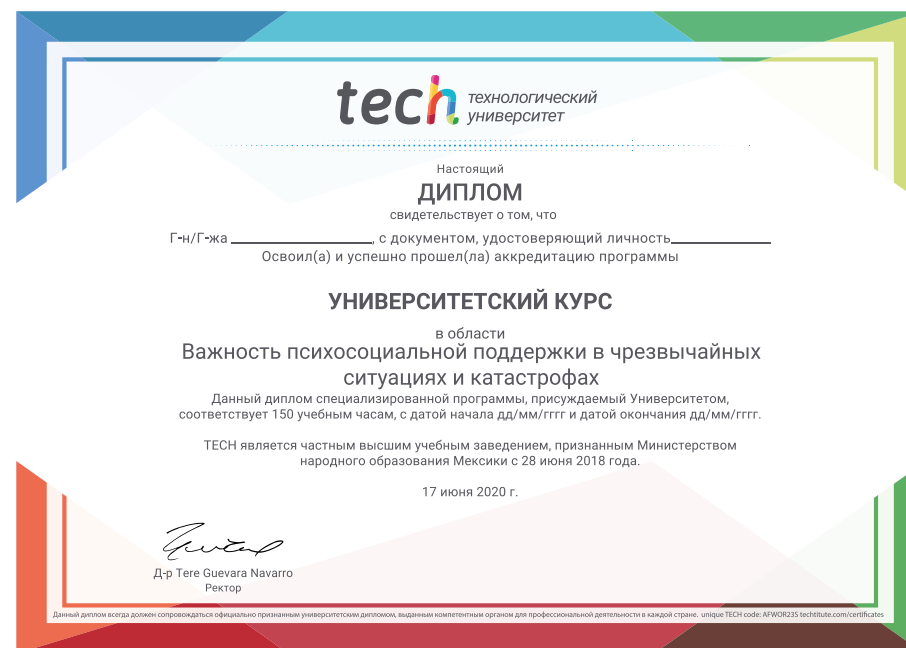 tech технологический
университет
Настоящий
ДИПЛОМ
свидетельствует о том, что
Г-н/Г-жа ____________, с документом, удостоверяющий личность____________
Освоил(а) и успешно прошел(ла) аккредитацию программы
УНИВЕРСИТЕТСКИЙ КУРС
в области
Важность психосоциальной поддержки в чрезвычайных
ситуациях и катастрофах
Данный диплом специализированной программы, присуждаемый Университетом,
соответствует 150 учебным часам, с датой начала дд/мм/гггг и датой окончания дд/мм/гггг.
TECH является частным высшим учебным заведением, признанным Министерством
народного образования Мексики с 28 июня 2018 года.
17 июня 2020 г.
Д-р Tere Guevara Navarro
Ректор
Данный диплом всегда должен сопровождаться официально признанным университетским дипломом, выданным компетентным органом для профессиональной деятельности в каждой стране. unique TECH code: AFWOR23S techtitute.com/certificates